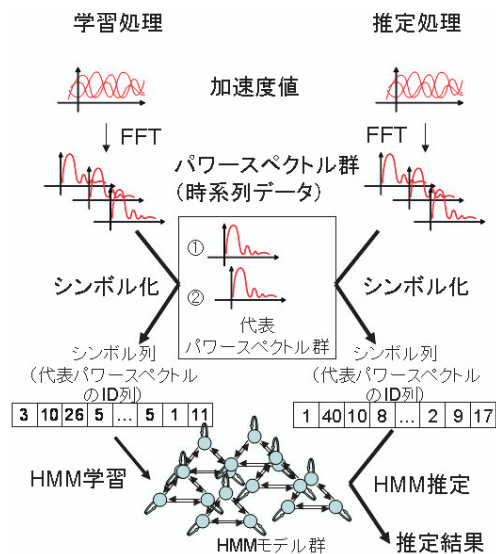 学習処理
推定処理
加速度値
FFT
FFT
パワースペクトル群
(時系列データ)
①
②
代表
パワースペクトル群
シンボル化
シンボル化
シンボル列
(代表パワースペクトル
のID列)
シンボル列
(代表パワースペクトル
のID列)
3 10 26 5 ... 5 1 11
1 40 10 8 ... 2 9 17
HMM学習
HMM推定
HMMモデル群
推定結果